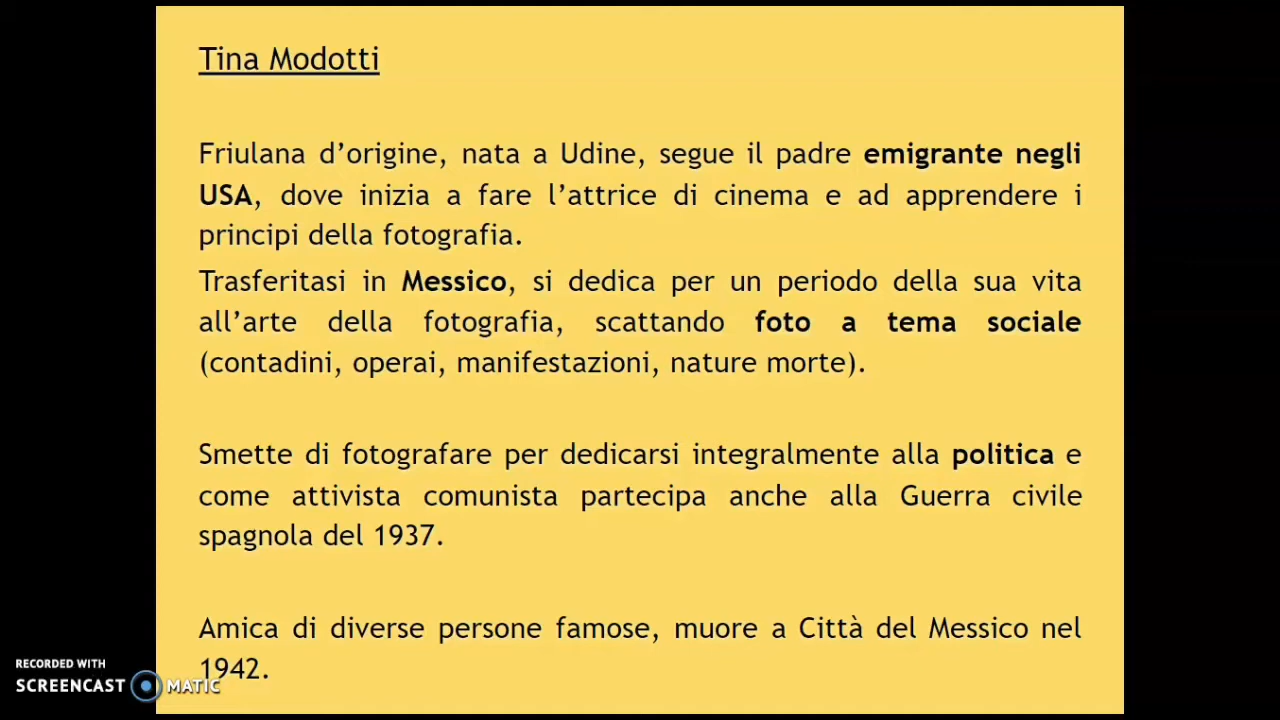 Tina Modotti
Friulana d’origine, nata a Udine, segue il padre emigrante negli
USA, dove inizia a fare l’attrice di cinema e ad apprendere i
principi della fotografia.
Trasferitasi in Messico, si dedica per un periodo della sua vita
all’arte della fotografia, scattando foto a tema sociale
(contadini, operai, manifestazioni, nature morte).
Smette di fotografare per dedicarsi integralmente alla politica e
come attivista comunista partecipa anche alla Guerra civile
spagnola del 1937.
Amica di diverse persone famose, muore a Città del Messico nel
1942.
RECORDED WITH
SCREENCAST MATIC